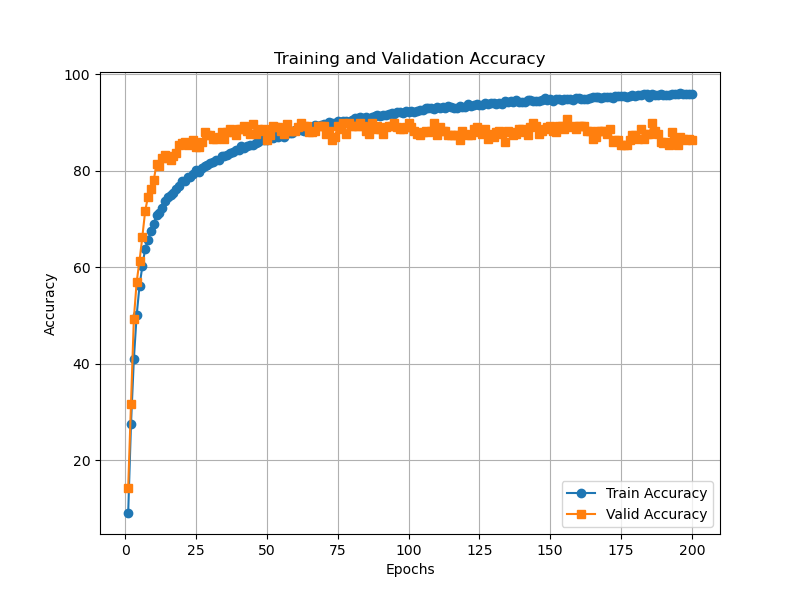 Training and Validation Accuracy
100
80
60
40
20
Accuracy
0 25 50 75 100 125 150 175 200
Epochs
Train Accuracy
Valid Accuracy